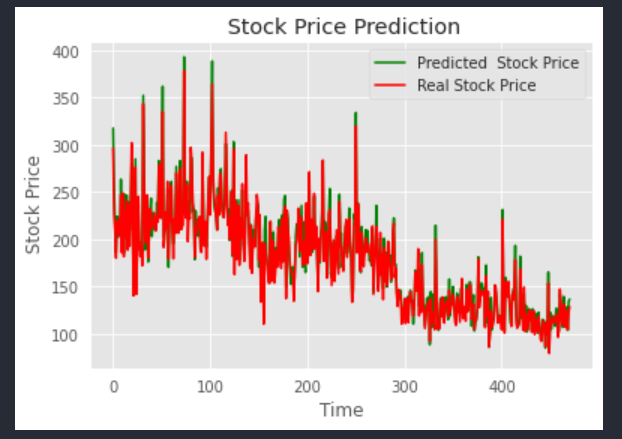 Stock Price Prediction
Predicted  Stock Price
Real Stock Price
Stock Price
400
350
300
250
200
150
100
0 100 200 300 400
Time